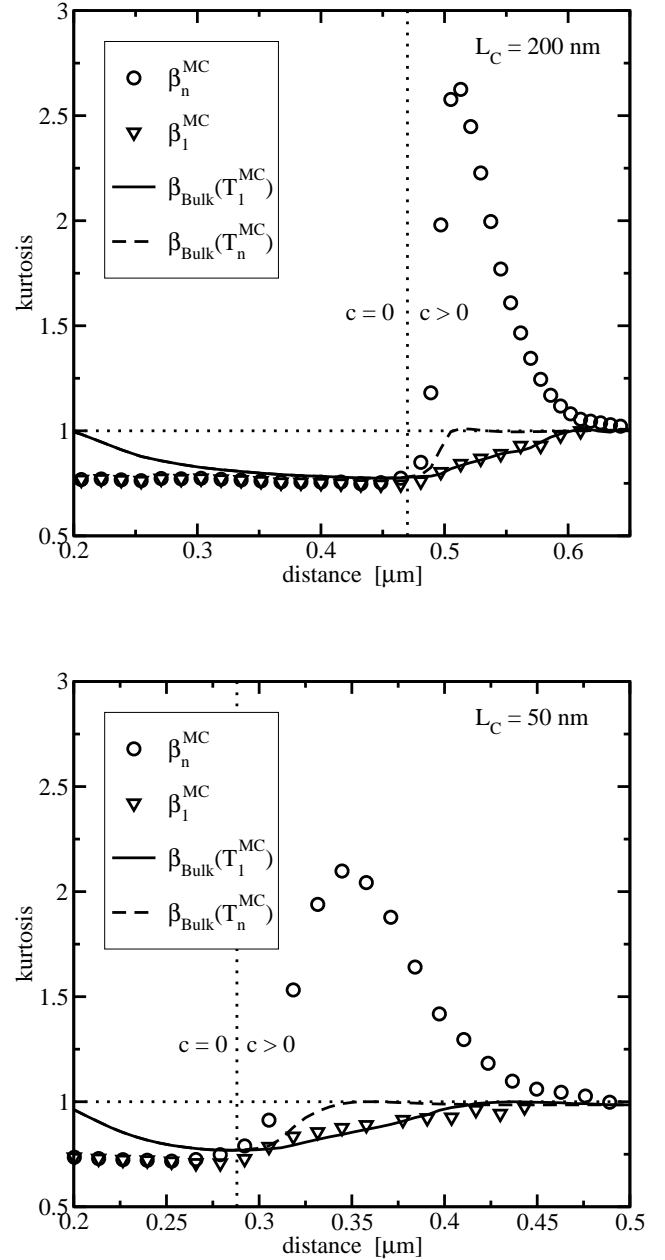 3
L_C = 200 nm
β_n^MC
β_1^MC
β_Bulk(T_1^MC)
β_Bulk(T_n^MC)
2.5
2
kurtosis
1.5
c = 0 c > 0
1
0.5
0.2 0.3 0.4 0.5 0.6
distance [μm]
3
L_C = 50 nm
β_n^MC
β_1^MC
β_Bulk(T_1^MC)
β_Bulk(T_n^MC)
2.5
2
kurtosis
1.5
c = 0 c > 0
1
0.5
0.2 0.25 0.3 0.35 0.4 0.45 0.5
distance [μm]